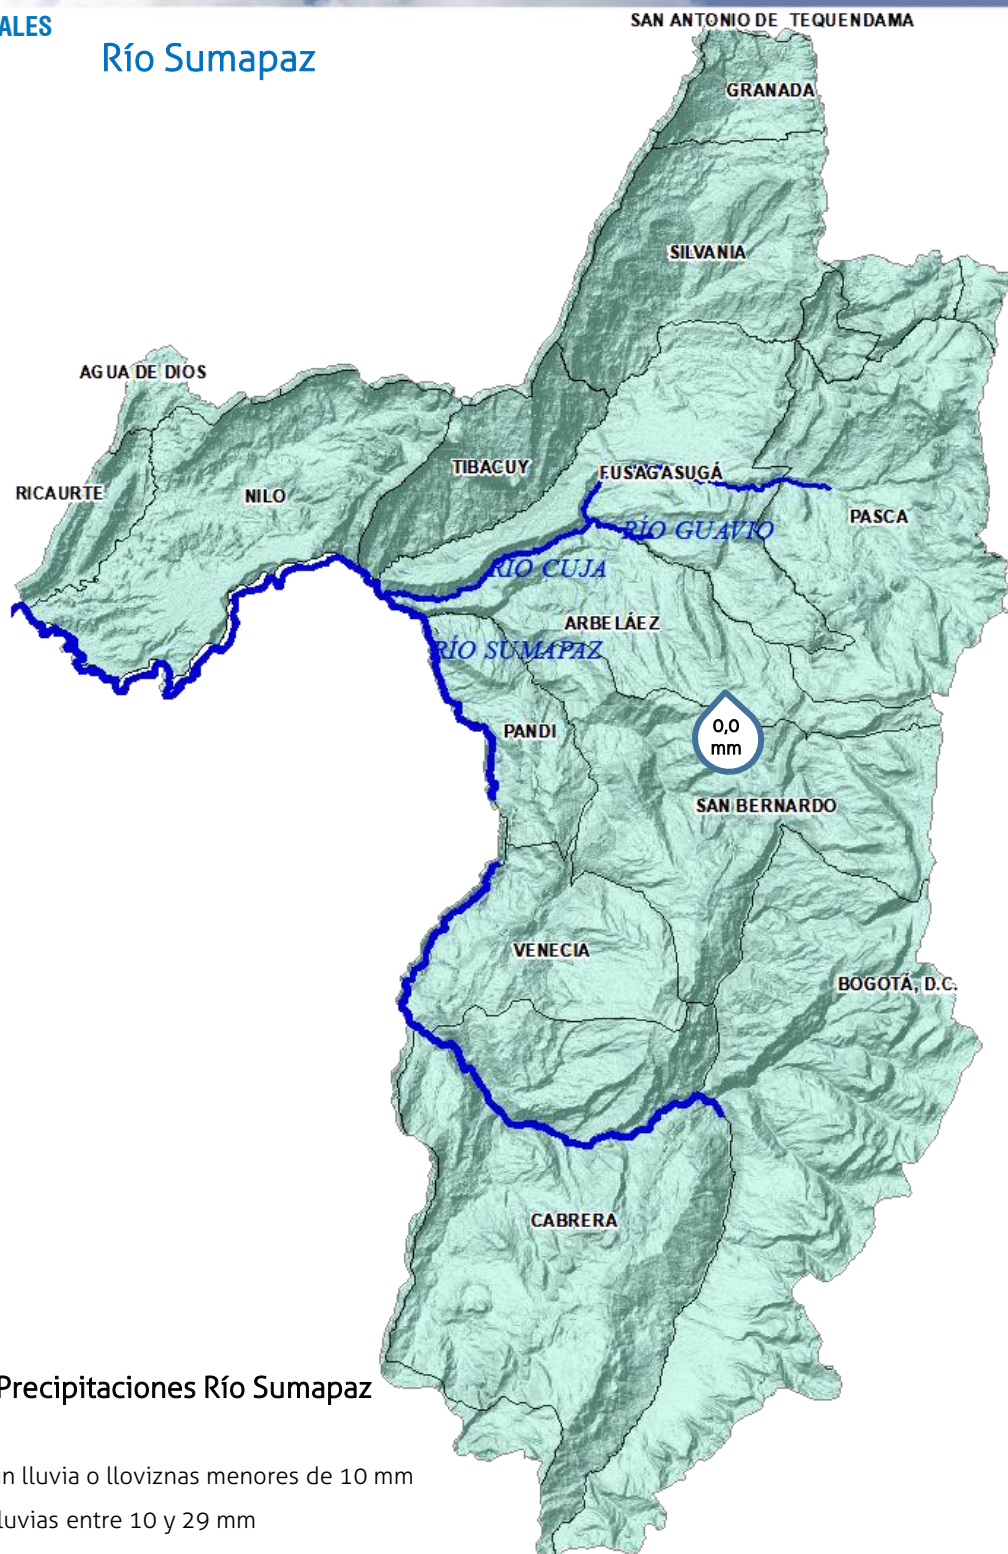 ALES
Río Sumapaz
SAN ANTONIO DE TEQUENDAMA
GRANADA
SILVANIA
AGUA DE DIOS
RICAURTE
NILO
TIBACUY
FUSAGASUGÁ
PASCA
RÍO GUAVIO
RÍO CUJA
ARBELÁEZ
RÍO SUMAPAZ
PANDI
0,0
mm
SAN BERNARDO
VENECIA
BOGOTÁ, D.C.
CABRERA
Precipitaciones Río Sumapaz
n lluvia o lloviznas menores de 10 mm
luvias entre 10 y 29 mm